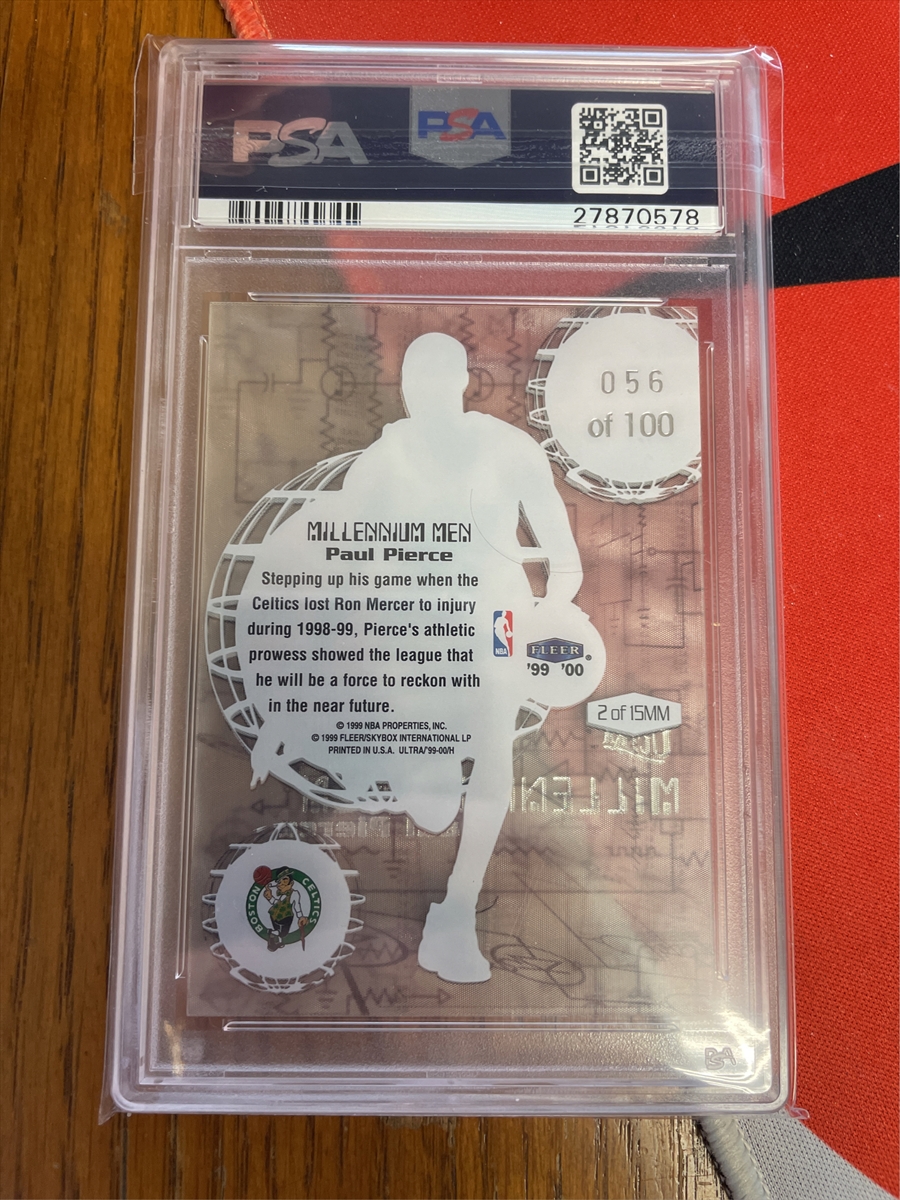 PSA
PSA
27870578
056
of 100
MILLENNIUM MEN
Paul Pierce
Stepping up his game when the
Celtics lost Ron Mercer to injury
during 1998-99, Pierce's athletic
prowess showed the league that
he will be a force to reckon with
in the near future.
© 1999 NBA PROPERTIES, INC.
© 1999 FLEER/SKYBOX INTERNATIONAL LP
PRINTED IN U.S.A. ULTRA/'99-00/H
NBA
FLEER®
'99 '00
2 of 15MM
MILLEN
BOSTON CELTICS
PSA